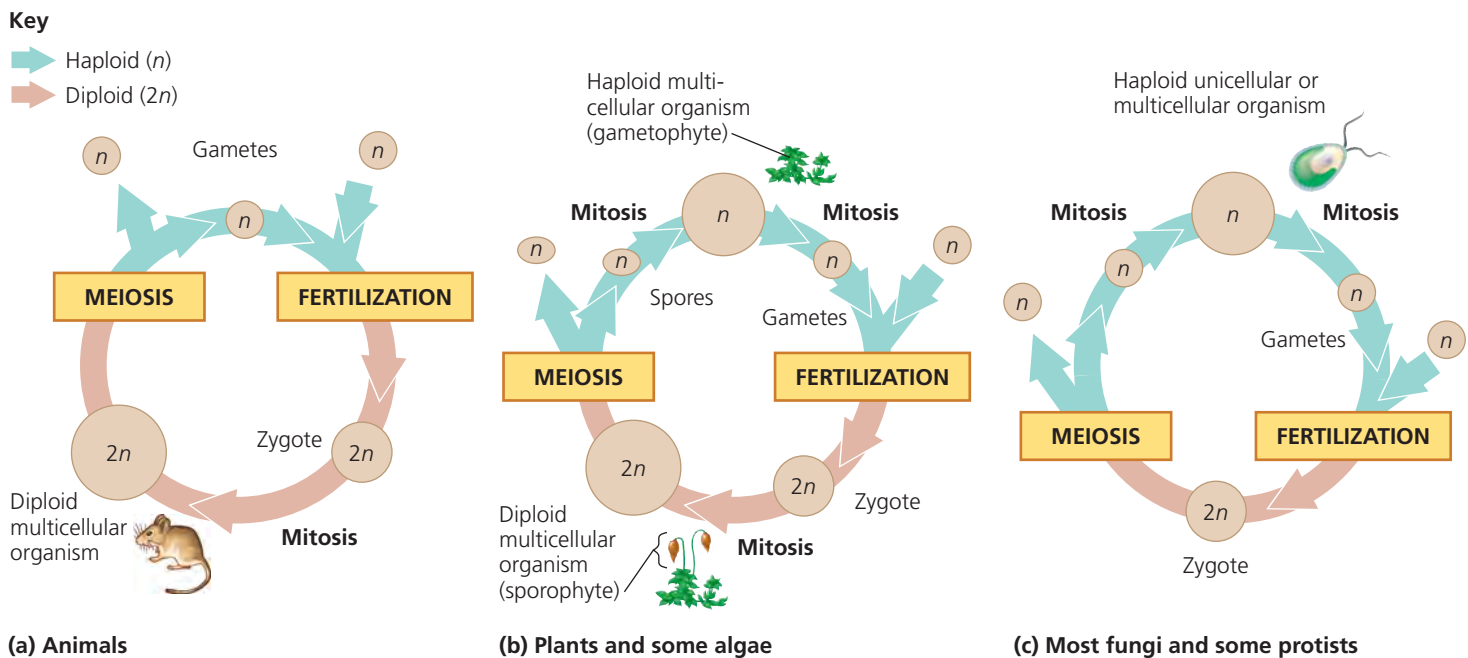 Key
Haploid (n)
Diploid (2n)
n
Gametes
n
n
MEIOSIS
FERTILIZATION
2n
Zygote
2n
Diploid
multicellular
organism
Mitosis
(a) Animals
Haploid multi-
cellular organism
(gametophyte)
Mitosis
n
Mitosis
n
n
n
n
Spores
Gametes
MEIOSIS
FERTILIZATION
2n
2n
Zygote
Diploid
multicellular
organism
(sporophyte)
Mitosis
(b) Plants and some algae
Haploid unicellular or
multicellular organism
Mitosis
n
Mitosis
n
n
n
Gametes
n
MEIOSIS
FERTILIZATION
2n
Zygote
(c) Most fungi and some protists